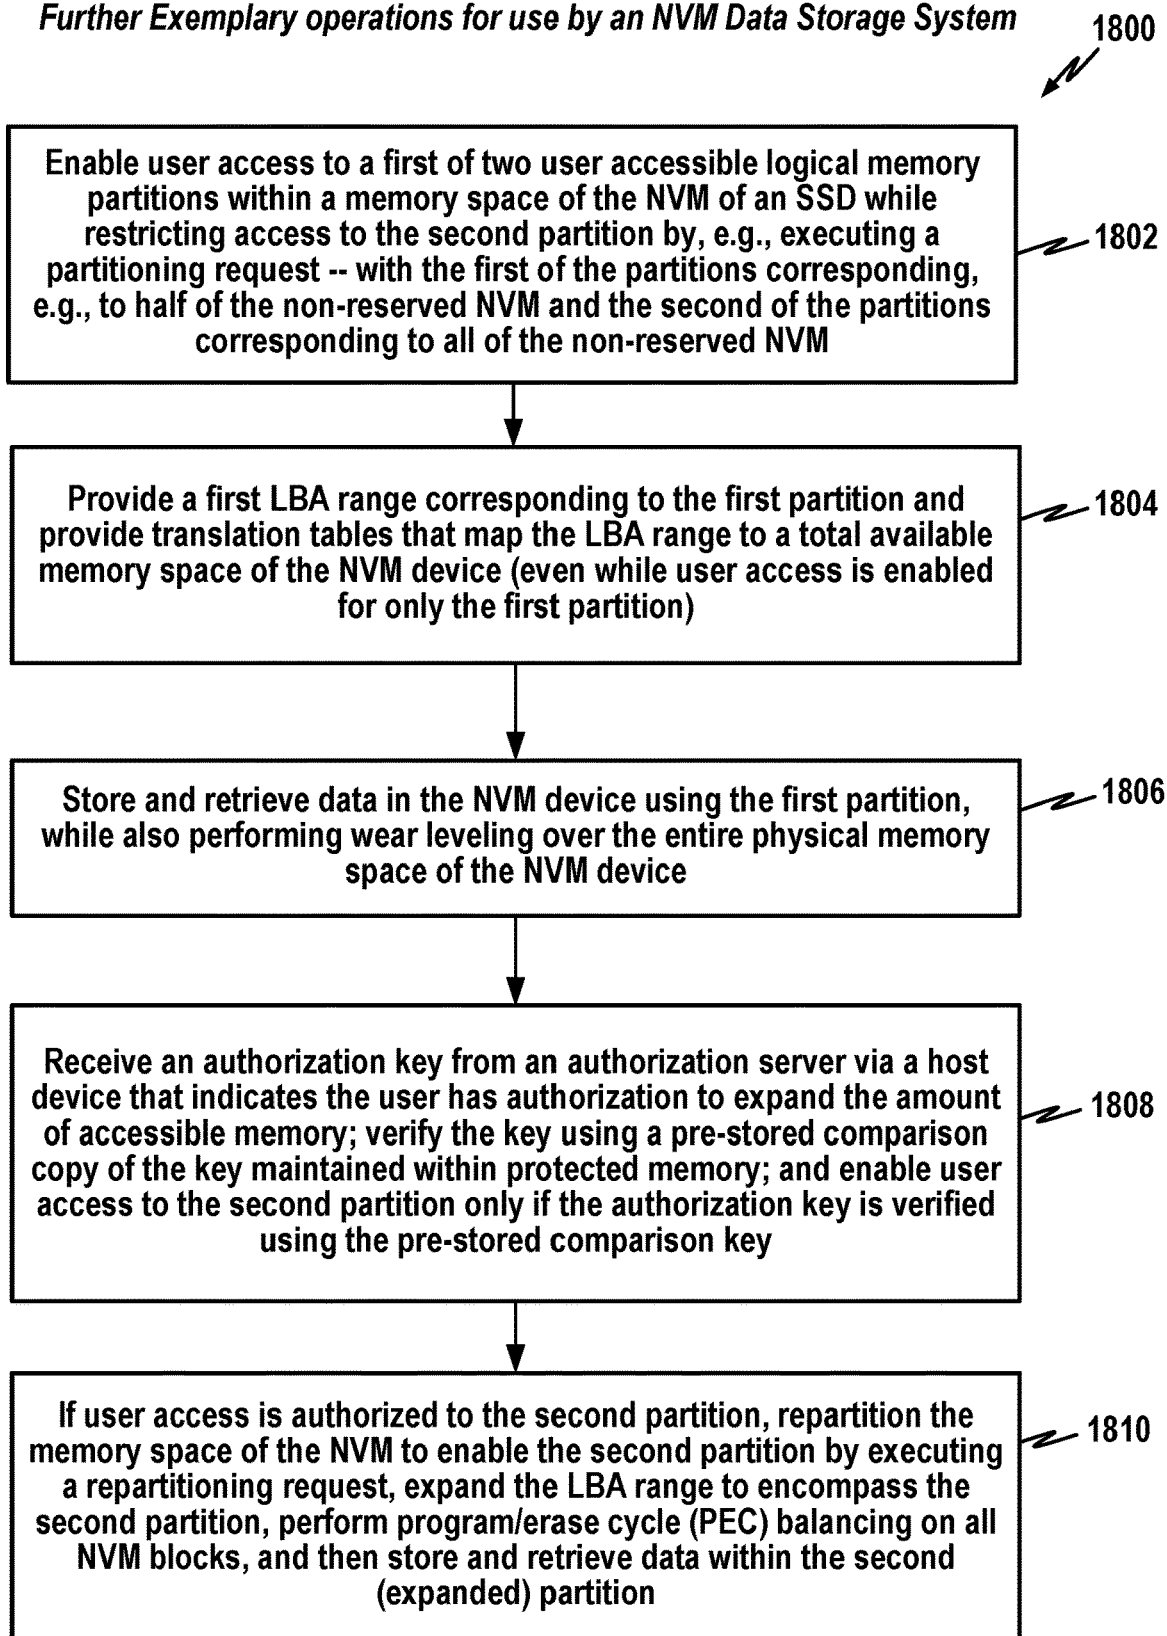 Further Exemplary operations for use by an NVM Data Storage System
1800
Enable user access to a first of two user accessible logical memory
partitions within a memory space of the NVM of an SSD while
restricting access to the second partition by, e.g., executing a
partitioning request -- with the first of the partitions corresponding,
e.g., to half of the non-reserved NVM and the second of the partitions
corresponding to all of the non-reserved NVM
1802
Provide a first LBA range corresponding to the first partition and
provide translation tables that map the LBA range to a total available
memory space of the NVM device (even while user access is enabled
for only the first partition)
1804
Store and retrieve data in the NVM device using the first partition,
while also performing wear leveling over the entire physical memory
space of the NVM device
1806
Receive an authorization key from an authorization server via a host
device that indicates the user has authorization to expand the amount
of accessible memory; verify the key using a pre-stored comparison
copy of the key maintained within protected memory; and enable user
access to the second partition only if the authorization key is verified
using the pre-stored comparison key
1808
If user access is authorized to the second partition, repartition the
memory space of the NVM to enable the second partition by executing
a repartitioning request, expand the LBA range to encompass the
second partition, perform program/erase cycle (PEC) balancing on all
NVM blocks, and then store and retrieve data within the second
(expanded) partition
1810